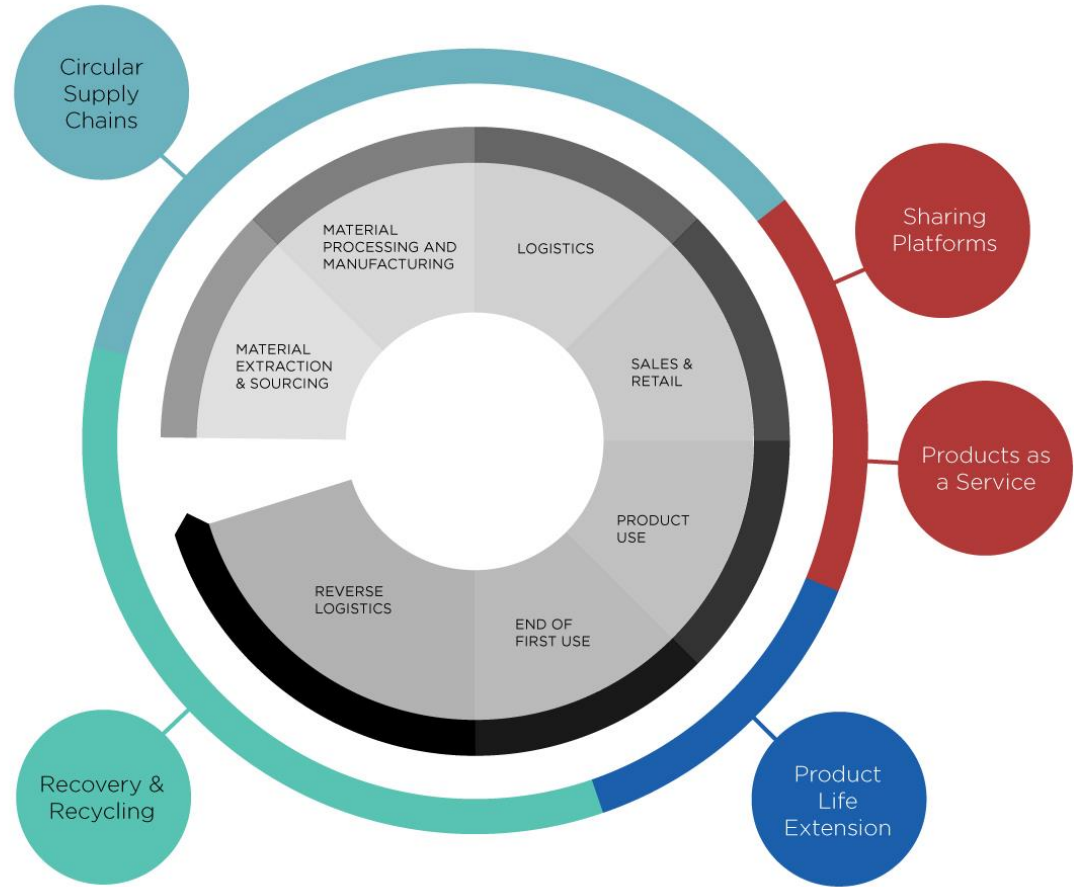 Circular
Supply
Chains
Sharing
Platforms
Products as
a Service
Product
Life
Extension
Recovery &
Recycling
MATERIAL
EXTRACTION
& SOURCING
MATERIAL
PROCESSING AND
MANUFACTURING
LOGISTICS
SALES &
RETAIL
PRODUCT
USE
END OF
FIRST USE
REVERSE
LOGISTICS